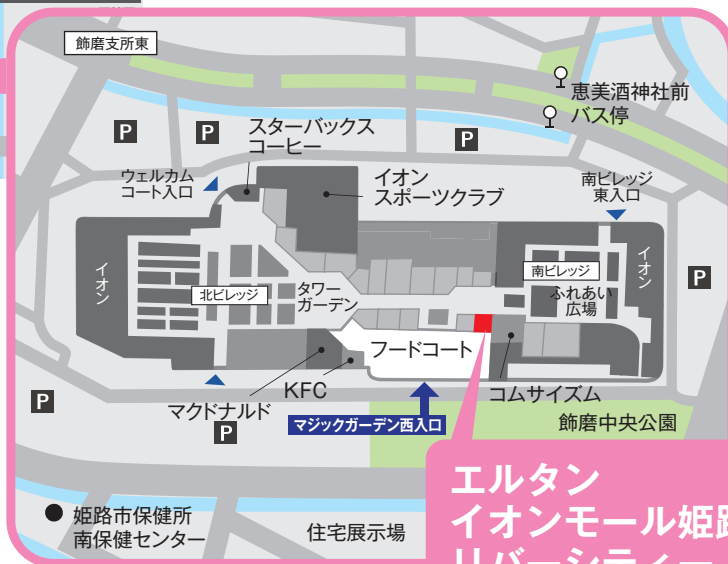 飾磨支所東
恵美酒神社前
バス停
P
P
P
スターバックス
コーヒー
ウェルカム
コート入口
イオン
スポーツクラブ
南ビレッジ
東入口
イオン
北ビレッジ
タワー
ガーデン
南ビレッジ
ふれあい
広場
イオン
P
フードコート
KFC
マクドナルド
コムサイズム
P
P
マジックガーデン西入口
飾磨中央公園
エルタン
イオンモール姫路
リバーシティー
姫路市保健所
南保健センター
住宅展示場